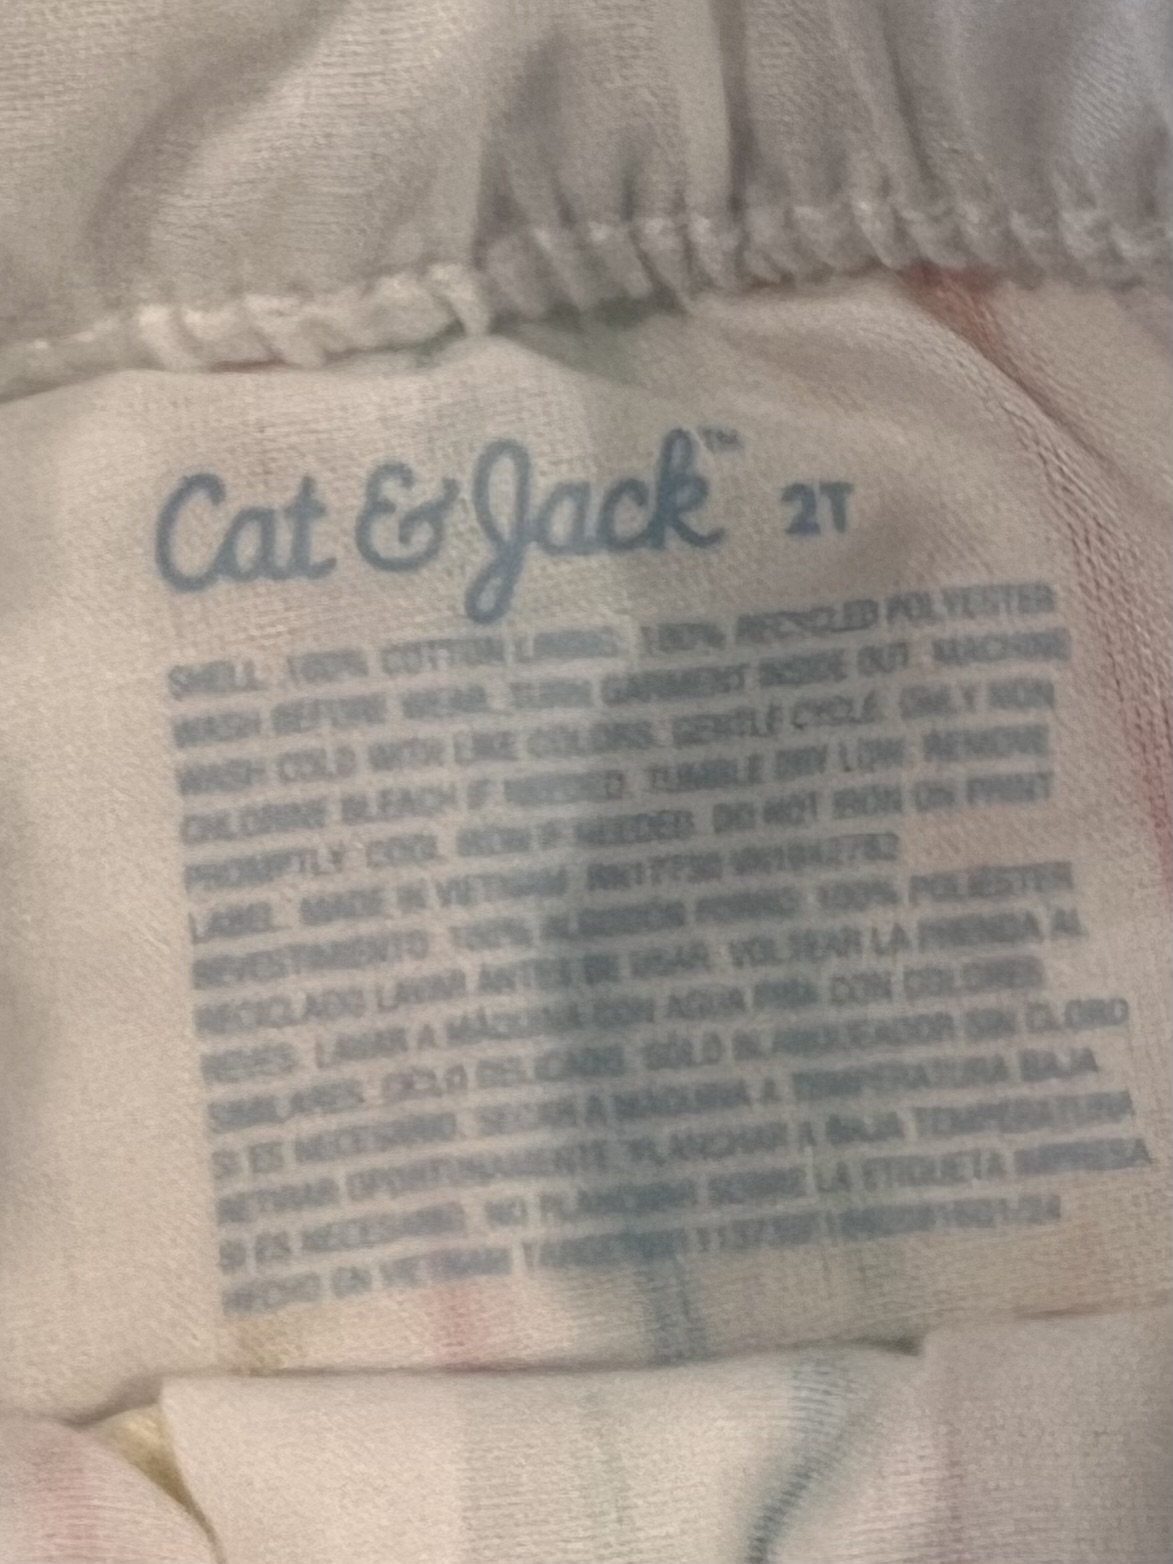 Cat & Jack™ 2T
SHELL: 100% COTTON LINING: 100% RECYCLED POLYESTER
WASH BEFORE WEAR. TURN GARMENT INSIDE OUT. MACHINE
WASH COLD WITH LIKE COLORS. GENTLE CYCLE. ONLY NON
CHLORINE BLEACH IF NEEDED. TUMBLE DRY LOW. REMOVE
PROMPTLY. COOL IRON IF NEEDED. DO NOT IRON ON PRINT
LABEL. MADE IN VIETNAM
REVESTIMIENTO: 100% ALGODÓN FORRO: 100% POLIÉSTER
RECICLADO LAVAR ANTES DE USAR. VOLTEAR LA PRENDA AL
REVÉS. LAVAR A MÁQUINA CON AGUA FRÍA CON COLORES
SIMILARES. CICLO DELICADO. SÓLO BLANQUEADOR SIN CLORO
SI ES NECESARIO. SECAR A MÁQUINA A TEMPERATURA BAJA.
RETIRAR OPORTUNAMENTE. PLANCHAR A BAJA TEMPERATURA
SI ES NECESARIO. NO PLANCHAR SOBRE LA ETIQUETA IMPRESA.
HECHO EN VIETNAM